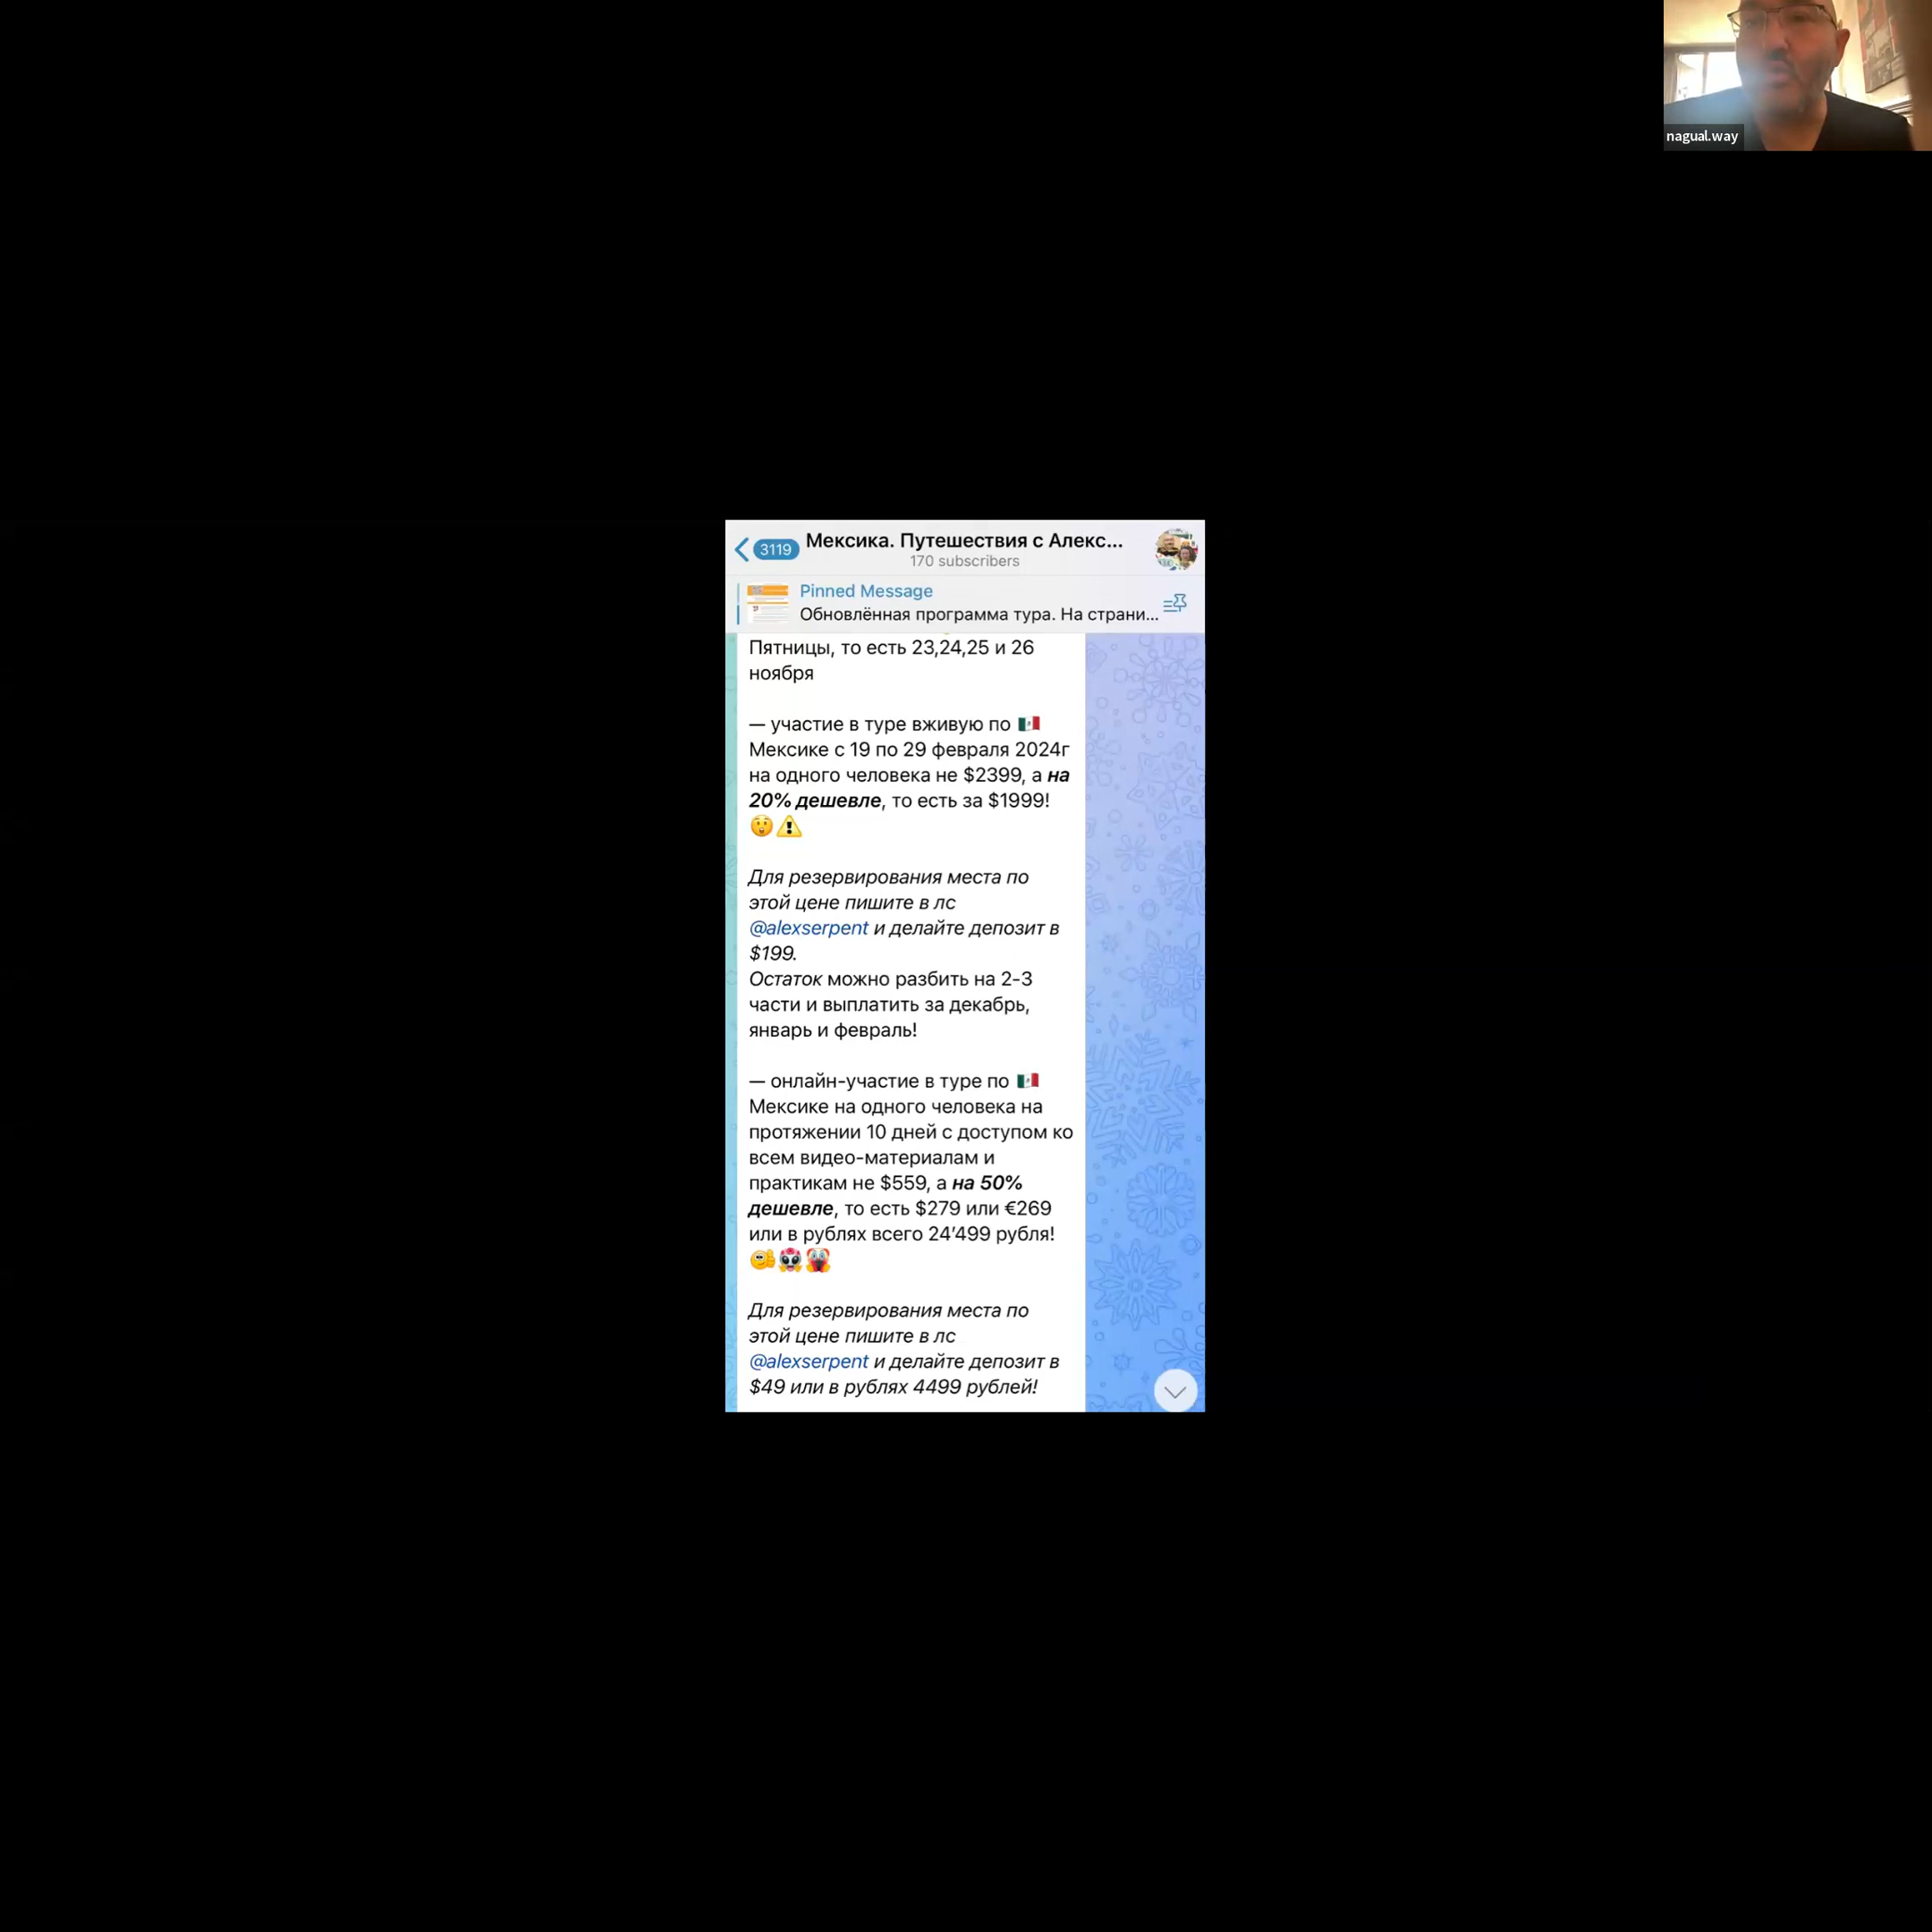 nagual.way
3119
Мексика. Путешествия с Алекс...
170 subscribers
Pinned Message
Обновлённая программа тура. На страни...
Пятницы, то есть 23,24,25 и 26
ноября
— участие в туре вживую по 🇲🇽
Мексике с 19 по 29 февраля 2024г
на одного человека не $2399, а на
20% дешевле, то есть за $1999!
😲⚠️
Для резервирования места по
этой цене пишите в лс
@alexserpent и делайте депозит в
$199.
Остаток можно разбить на 2-3
части и выплатить за декабрь,
январь и февраль!
— онлайн-участие в туре по 🇲🇽
Мексике на одного человека на
протяжении 10 дней с доступом ко
всем видео-материалам и
практикам не $559, а на 50%
дешевле, то есть $279 или €269
или в рублях всего 24’499 рубля!
Для резервирования места по
этой цене пишите в лс
@alexserpent и делайте депозит в
$49 или в рублях 4499 рублей!